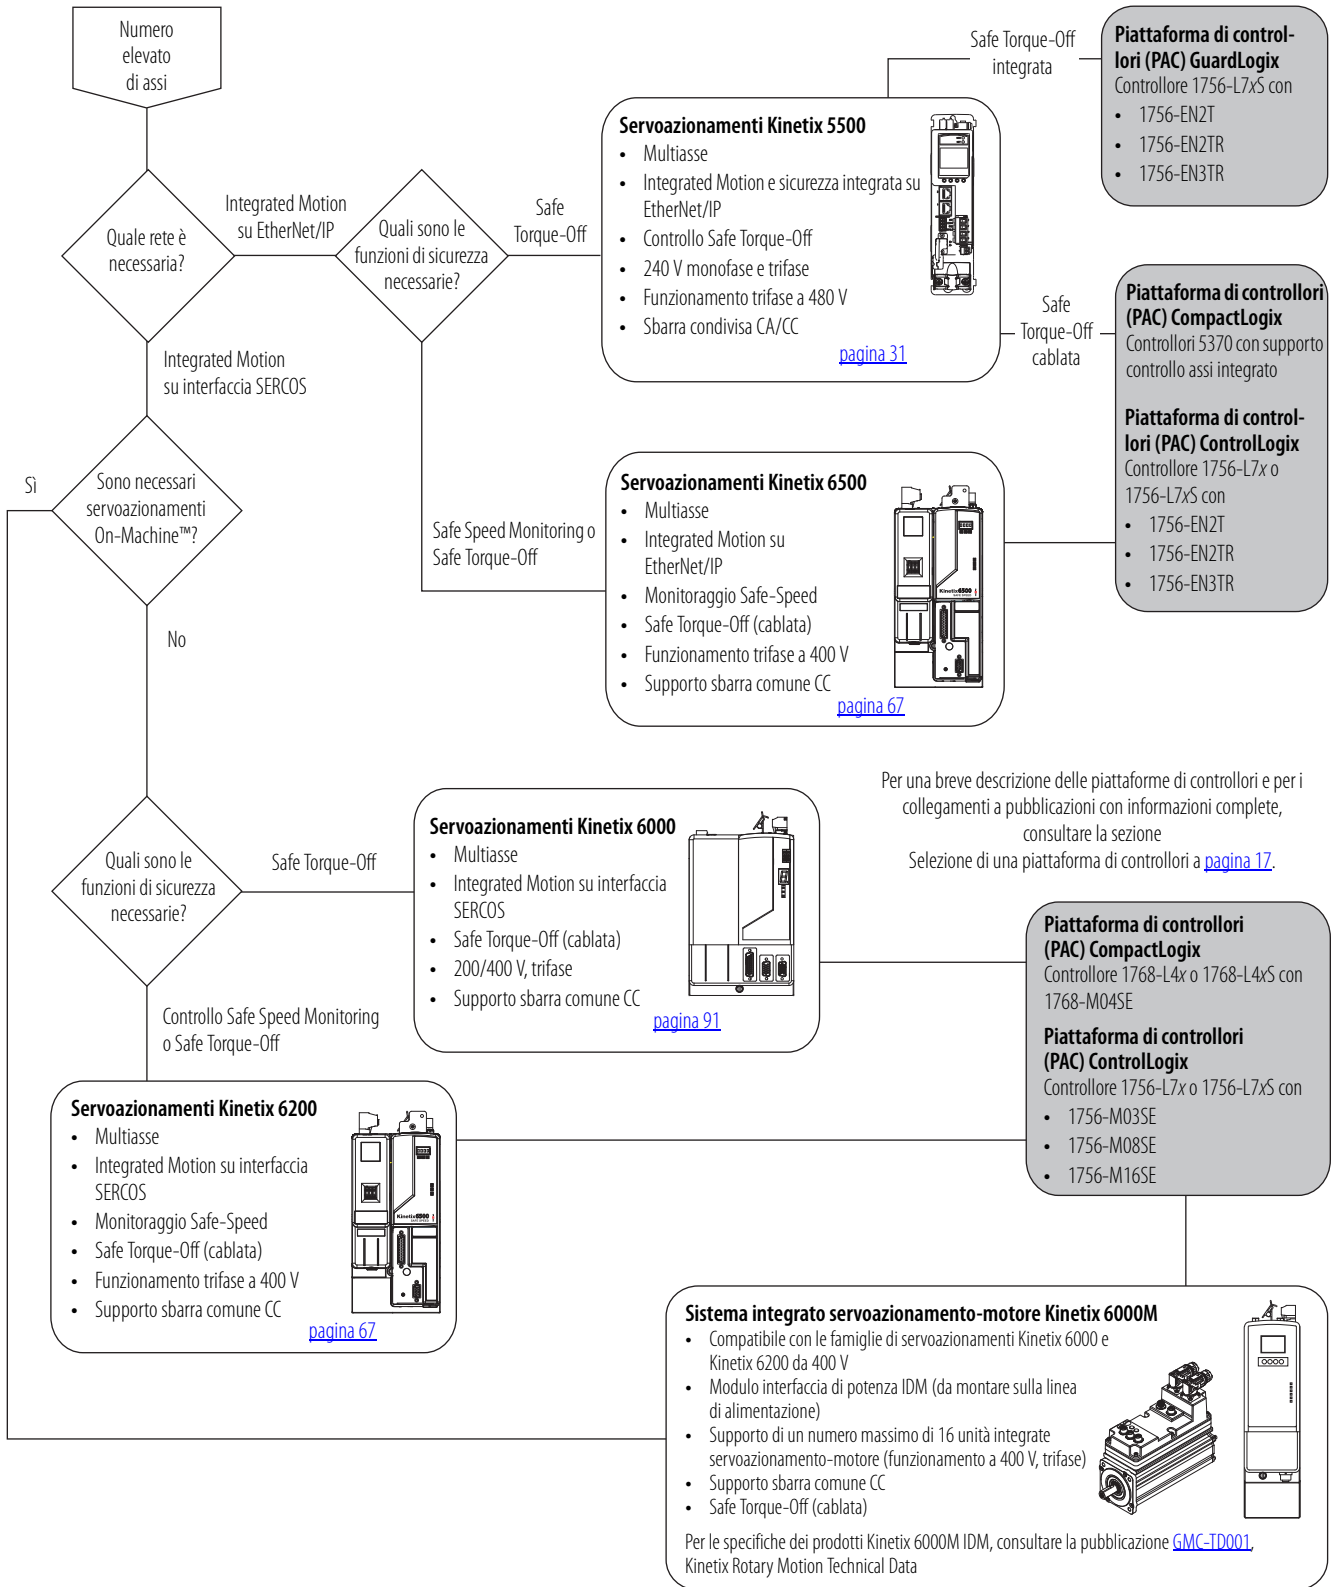 Numero
elevato
di assi
Safe Torque-Off
integrata
Piattaforma di control-
lori (PAC) GuardLogix
Controllore 1756-L7xS con
• 1756-EN2T
• 1756-EN2TR
• 1756-EN3TR
Servoazionamenti Kinetix 5500
• Multiasse
• Integrated Motion e sicurezza integrata su
EtherNet/IP
• Controllo Safe Torque-Off
• 240 V monofase e trifase
• Funzionamento trifase a 480 V
• Sbarra condivisa CA/CC
pagina 31
Quale rete è
necessaria?
Integrated Motion
su EtherNet/IP
Quali sono le
funzioni di sicurezza
necessarie?
Safe
Torque-Off
Safe
Torque-Off
cablata
Piattaforma di controllori
(PAC) CompactLogix
Controllori 5370 con supporto
controllo assi integrato
Piattaforma di control-
lori (PAC) ControlLogix
Controllore 1756-L7x o
1756-L7xS con
• 1756-EN2T
• 1756-EN2TR
• 1756-EN3TR
Integrated Motion
su interfaccia SERCOS
Sì
Sono necessari
servoazionamenti
On-Machine™?
No
Safe Speed Monitoring o
Safe Torque-Off
Servoazionamenti Kinetix 6500
• Multiasse
• Integrated Motion su
EtherNet/IP
• Monitoraggio Safe-Speed
• Safe Torque-Off (cablata)
• Funzionamento trifase a 400 V
• Supporto sbarra comune CC
pagina 67
Kinetix6500
SAFE SPEED
Per una breve descrizione delle piattaforme di controllori e per i
collegamenti a pubblicazioni con informazioni complete,
consultare la sezione
Selezione di una piattaforma di controllori a pagina 17.
Quali sono le
funzioni di sicurezza
necessarie?
Safe Torque-Off
Servoazionamenti Kinetix 6000
• Multiasse
• Integrated Motion su interfaccia
SERCOS
• Safe Torque-Off (cablata)
• 200/400 V, trifase
• Supporto sbarra comune CC
pagina 91
Piattaforma di controllori
(PAC) CompactLogix
Controllore 1768-L4x o 1768-L4xS con
1768-M04SE
Piattaforma di controllori
(PAC) ControlLogix
Controllore 1756-L7x o 1756-L7xS con
• 1756-M03SE
• 1756-M08SE
• 1756-M16SE
Controllo Safe Speed Monitoring
o Safe Torque-Off
Servoazionamenti Kinetix 6200
• Multiasse
• Integrated Motion su interfaccia
SERCOS
• Monitoraggio Safe-Speed
• Safe Torque-Off (cablata)
• Funzionamento trifase a 400 V
• Supporto sbarra comune CC
pagina 67
Kinetix6500
SAFE SPEED
Sistema integrato servoazionamento-motore Kinetix 6000M
• Compatibile con le famiglie di servoazionamenti Kinetix 6000 e
Kinetix 6200 da 400 V
• Modulo interfaccia di potenza IDM (da montare sulla linea
di alimentazione)
• Supporto di un numero massimo di 16 unità integrate
servoazionamento-motore (funzionamento a 400 V, trifase)
• Supporto sbarra comune CC
• Safe Torque-Off (cablata)
Per le specifiche dei prodotti Kinetix 6000M IDM, consultare la pubblicazione GMC-TD001,
Kinetix Rotary Motion Technical Data